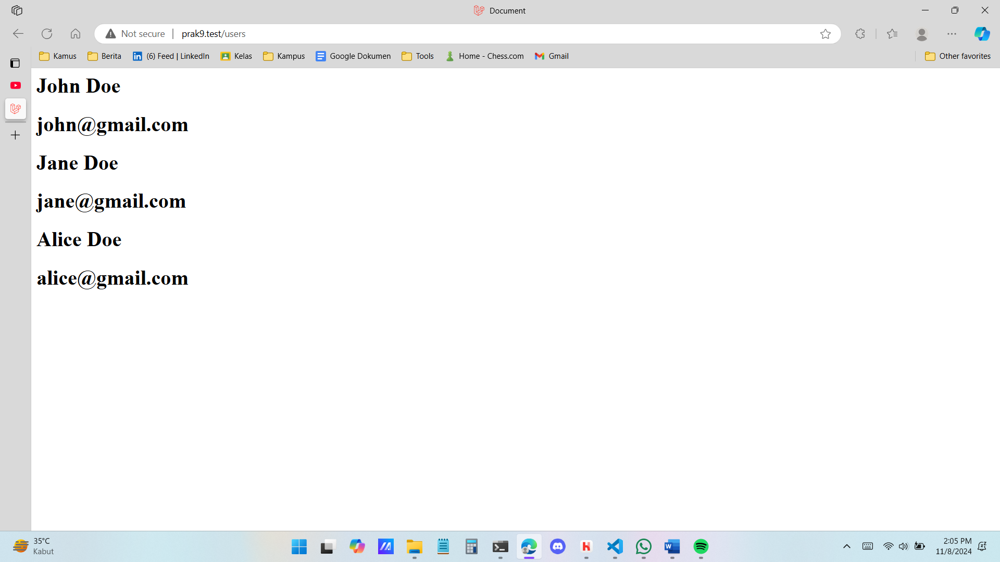 Document
Not secure
prak9.test/users
Kamus
Berita
(6) Feed | LinkedIn
Kelas
Kampus
Google Dokumen
Tools
Home - Chess.com
Gmail
Other favorites
John Doe
john@gmail.com
Jane Doe
jane@gmail.com
Alice Doe
alice@gmail.com
35°C
Kabut
2:05 PM
11/8/2024